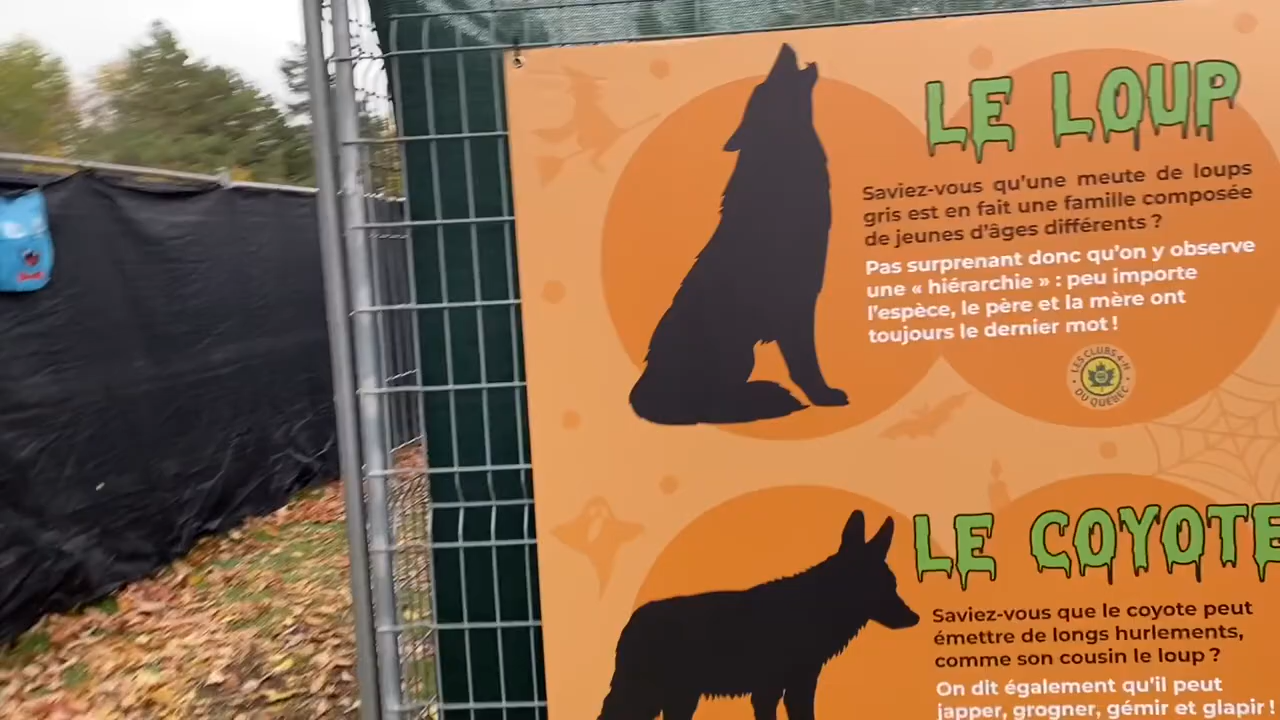 LE LOUP
Saviez-vous qu'une meute de loups
gris est en fait une famille composée
de jeunes d'âges différents ?
Pas surprenant donc qu'on y observe
une « hiérarchie » : peu importe
l'espèce, le père et la mère ont
toujours le dernier mot !
LES CLUBS 4-H
DU QUÉBEC
LE COYOTE
Saviez-vous que le coyote peut
émettre de longs hurlements,
comme son cousin le loup ?
On dit également qu'il peut
japper, grogner, gémir et glapir !